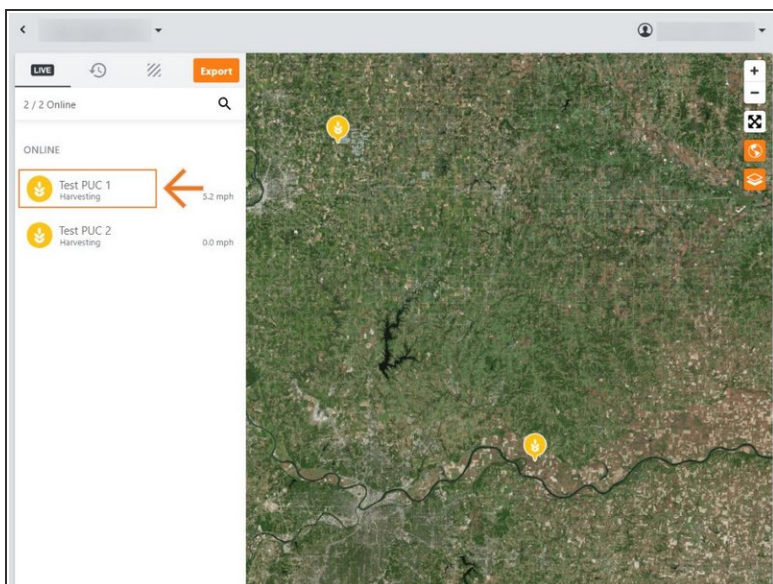 LIVE
Export
2 / 2 Online
ONLINE
Test PUC 1
Harvesting
5.2 mph
Test PUC 2
Harvesting
0.0 mph